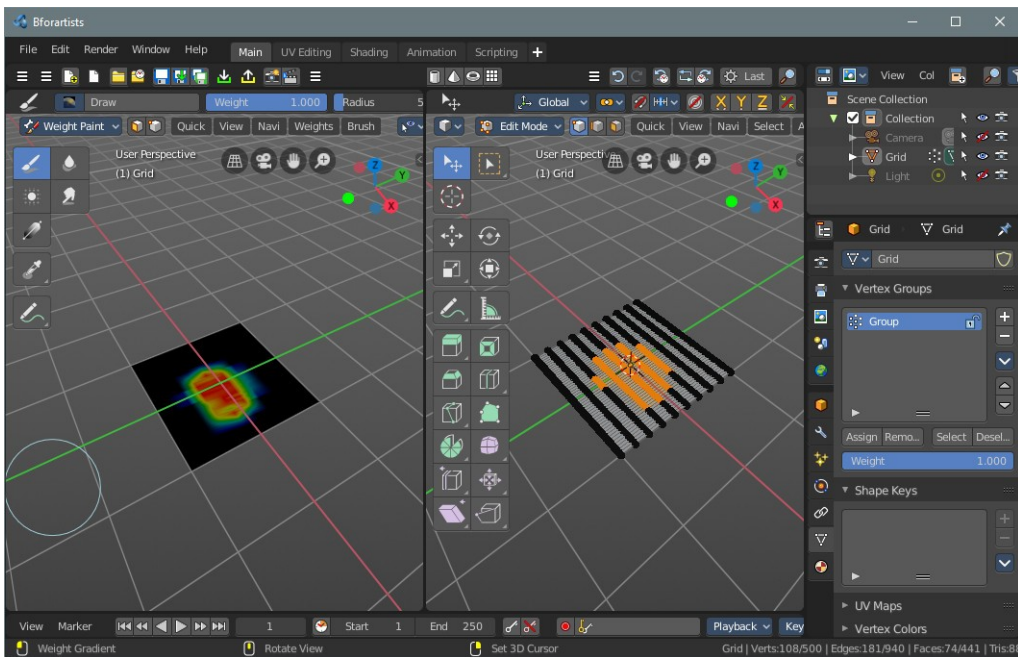 Bforartists
File Edit Render Window Help Main UV Editing Shading Animation Scripting +
Last View Col
Draw Weight 1.000 Radius 5 Global X Y Z
Weight Paint Quick View Navi Weights Brush Edit Mode Quick View Navi Select
Scene Collection
Collection
Camera
Grid
Light
User Perspective
(1) Grid
Z
Y
X
User Perspecti
(1) Grid
Z
Y
X
Grid Grid
Grid
Vertex Groups
Group
Assign Remo... Select Desel...
Weight 1.000
Shape Keys
UV Maps
Vertex Colors
View Marker 1 Start 1 End 250 Playback Key
Weight Gradient Rotate View Set 3D Cursor Grid | Verts:108/500 | Edges:181/940 | Faces:74/441 | Tris:88